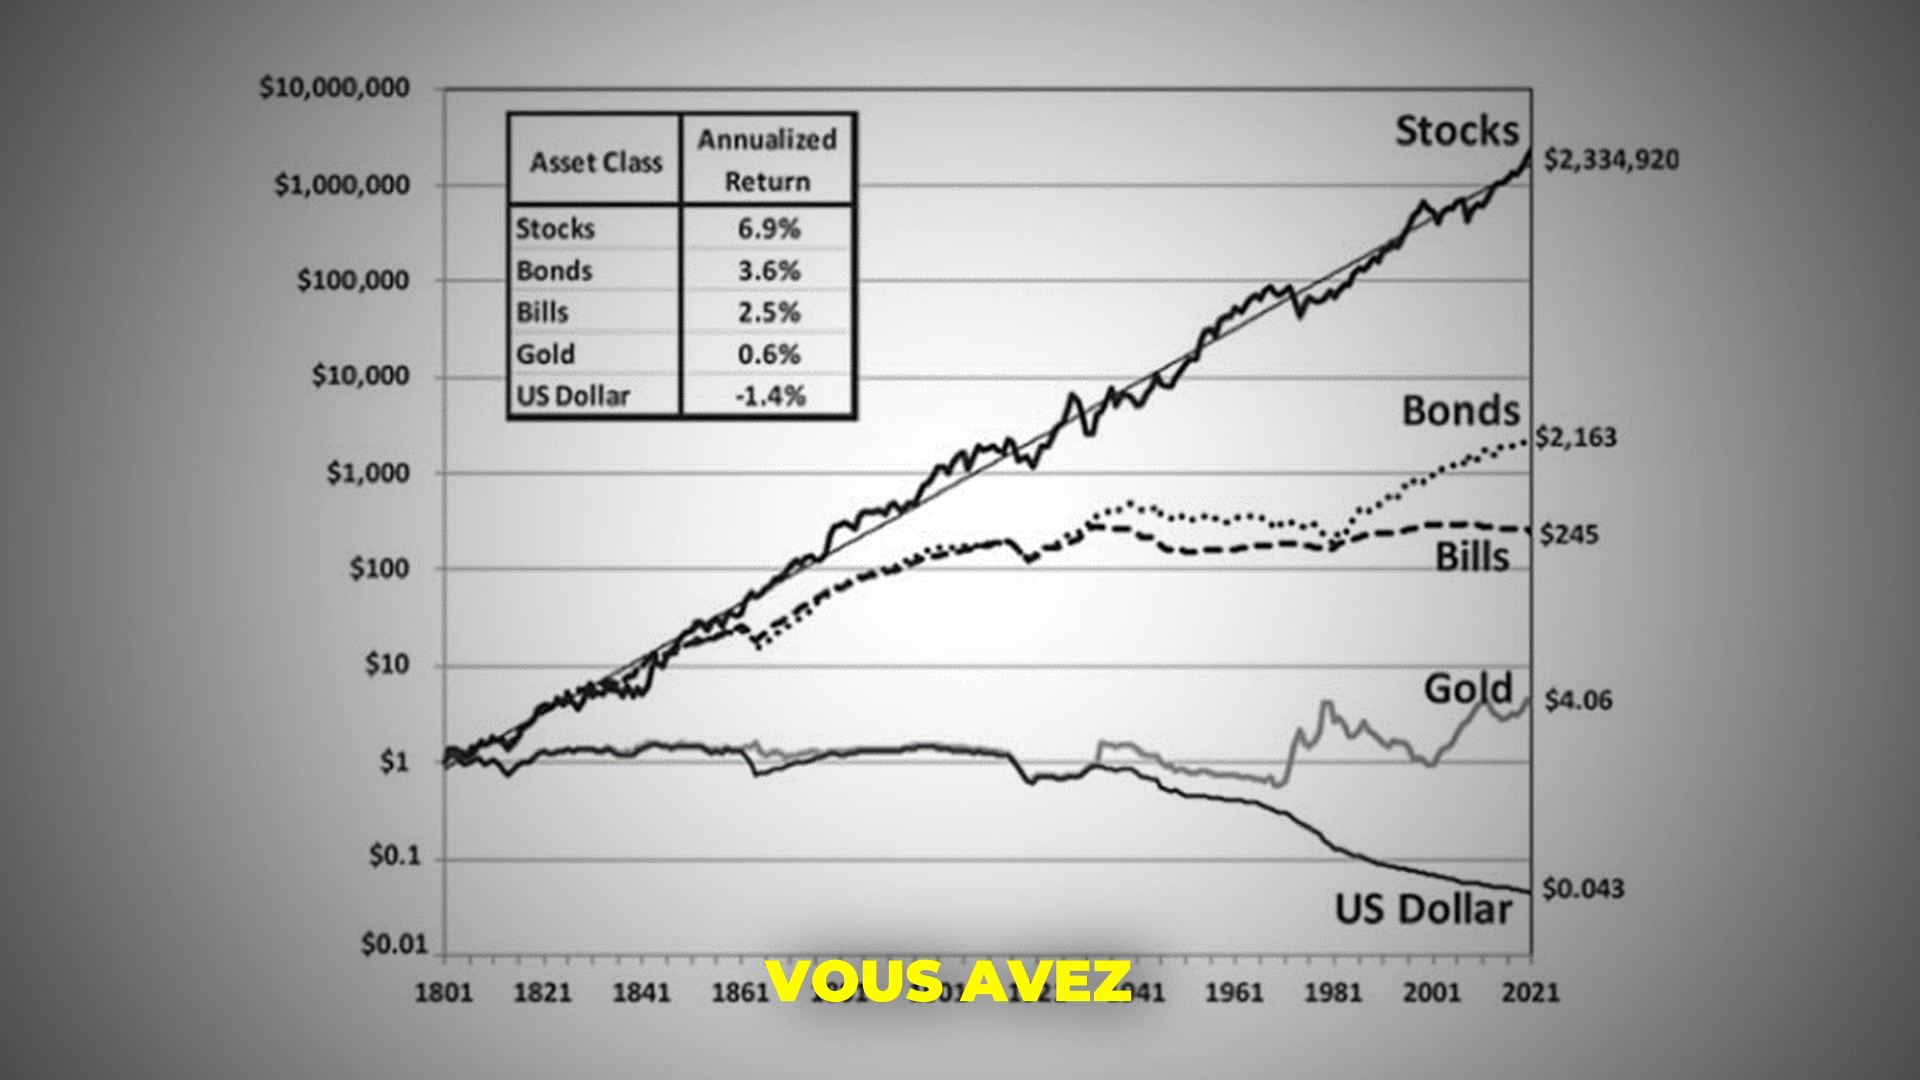 $10,000,000
$1,000,000
$100,000
$10,000
$1,000
$100
$10
$1
$0.1
$0.01
Asset Class Annualized
Return
Stocks 6.9%
Bonds 3.6%
Bills 2.5%
Gold 0.6%
US Dollar -1.4%
Stocks
$2,334,920
Bonds
$2,163
$245
Bills
Gold
$4.06
$0.043
US Dollar
VOUS AVEZ
1801 1821 1841 1861 1961 1981 2001 2021